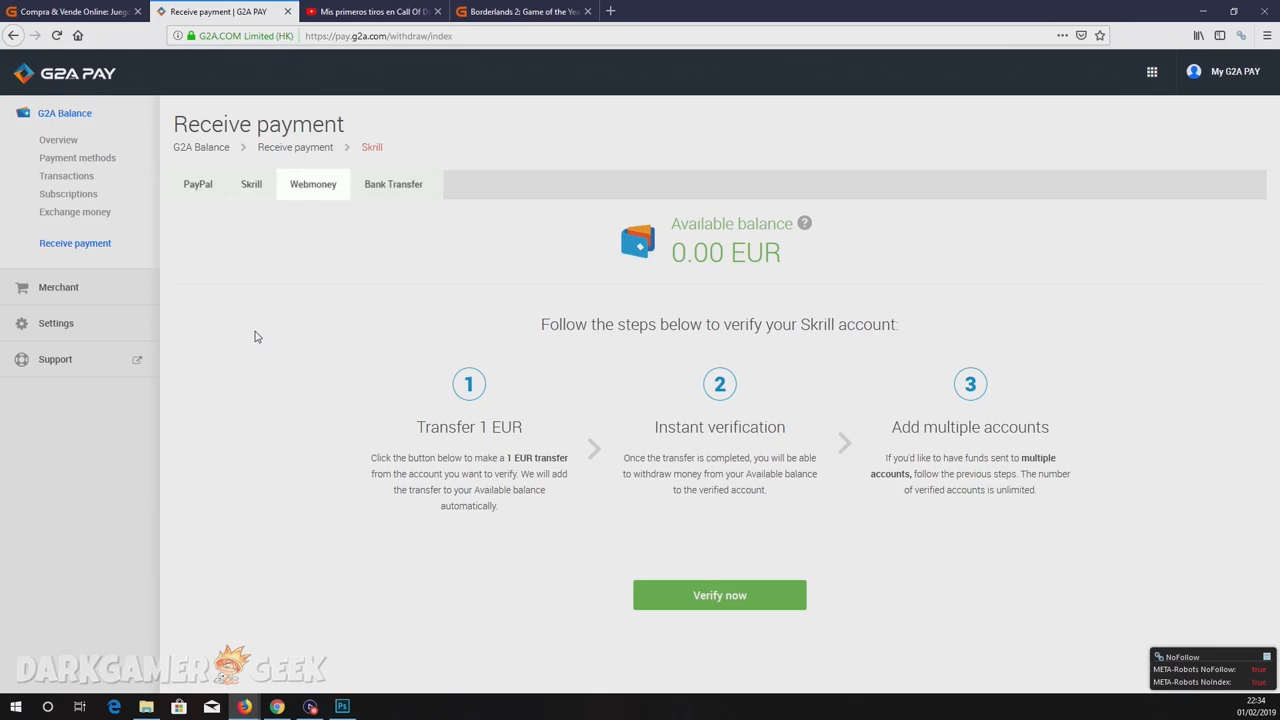 Compra & Vende Online: Jueg
Receive payment | G2A PAY
Mis primeros tiros en Call Of D
Borderlands 2: Game of the Yea
G2A.COM Limited (HK)
https://pay.g2a.com/withdraw/index
G2A PAY
My G2A PAY
G2A Balance
Overview
Payment methods
Transactions
Subscriptions
Exchange money
Receive payment
Merchant
Settings
Support
Receive payment
G2A Balance
Receive payment
Skrill
PayPal
Skrill
Webmoney
Bank Transfer
Available balance ?
0.00 EUR
Follow the steps below to verify your Skrill account:
1
Transfer 1 EUR
Click the button below to make a 1 EUR transfer
from the account you want to verify. We will add
the transfer to your Available balance
automatically.
2
Instant verification
Once the transfer is completed, you will be able
to withdraw money from your Available balance
to the verified account.
3
Add multiple accounts
If you'd like to have funds sent to multiple
accounts, follow the previous steps. The number
of verified accounts is unlimited.
Verify now
DARKGAMER GEEK
NoFollow
META-Robots NoFollow: true
META-Robots NoIndex: true
Ps
22:34
01/02/2019